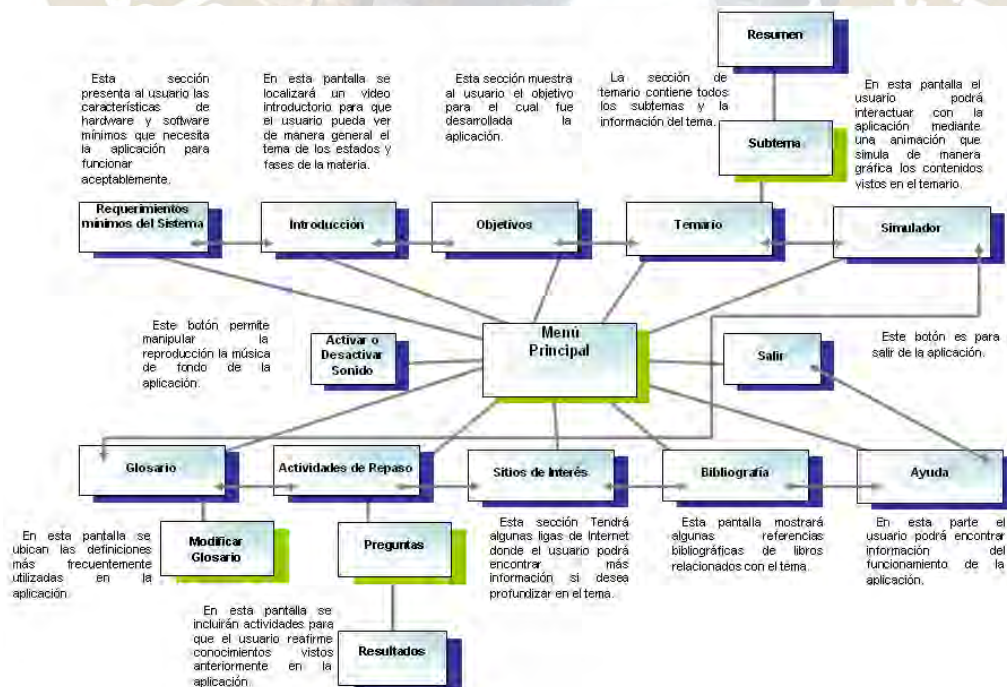 Resumen
Esta sección
presenta al usuario las
características de
hardware y software
mínimos que necesita
la aplicación para
funcionar
aceptablemente.
En esta pantalla se
localizará un video
introductorio para que
el usuario pueda ver
de manera general el
tema de los estados y
fases de la materia.
Esta sección muestra
al usuario el objetivo
para el cual fue
desarrollada la
aplicación.
La sección de
temario contiene todos
los subtemas y la
información del tema.
En esta pantalla el
usuario podrá
interactuar con la
aplicación mediante
una animación que
simula de manera
gráfica los contenidos
vistos en el temario.
Subtema
Requerimientos
mínimos del Sistema
Introducción
Objetivos
Temario
Simulador
Este botón permite
manipular la
reproducción la música
de fondo de la
aplicación.
Activar o
Desactivar
Sonido
Menú
Principal
Salir
Este botón es para
salir de la aplicación.
Glosario
Actividades de Repaso
Sitios de Interés
Bibliografía
Ayuda
En esta pantalla se
ubican las definiciones
más frecuentemente
utilizadas en la
aplicación.
Modificar
Glosario
Preguntas
Esta sección Tendrá
algunas ligas de Internet
donde el usuario podrá
encontrar más
información si desea
profundizar en el tema.
Esta pantalla mostrará
algunas referencias
bibliográficas de libros
relacionados con el tema.
En esta parte el
usuario podrá encontrar
información del
funcionamiento de la
aplicación.
En esta pantalla se
incluirán actividades para
que el usuario reafirme
conocimientos vistos
anteriormente en la
aplicación.
Resultados